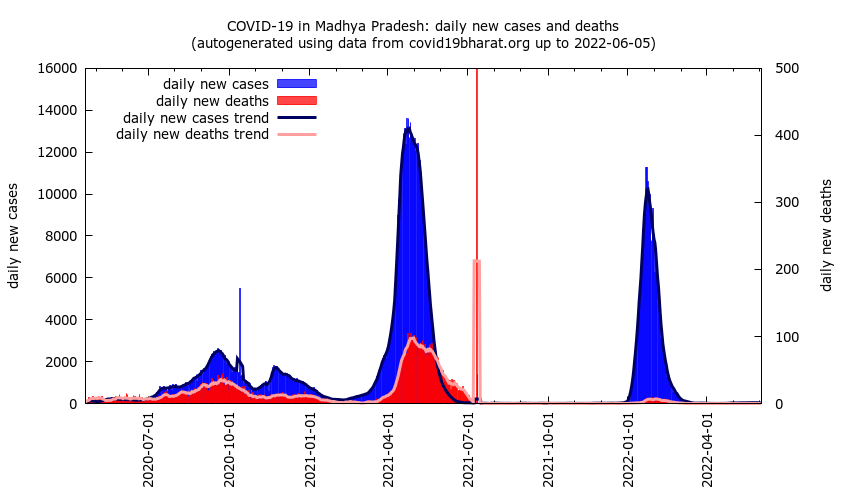 COVID-19 in Madhya Pradesh: daily new cases and deaths
(autogenerated using data from covid19bharat.org up to 2022-06-05)
daily new cases
daily new deaths
daily new cases trend
daily new deaths trend
16000
14000
12000
10000
8000
6000
4000
2000
0
daily new cases
500
400
300
200
100
0
daily new deaths
2020-07-01
2020-10-01
2021-01-01
2021-04-01
2021-07-01
2021-10-01
2022-01-01
2022-04-01